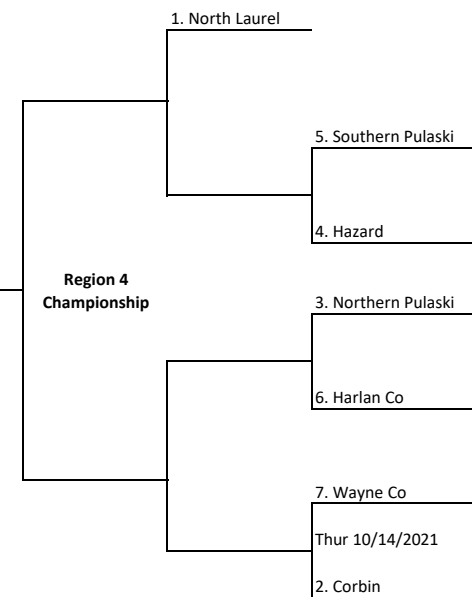 1. North Laurel
5. Southern Pulaski
4. Hazard
Region 4
Championship
3. Northern Pulaski
6. Harlan Co
7. Wayne Co
Thur 10/14/2021
2. Corbin